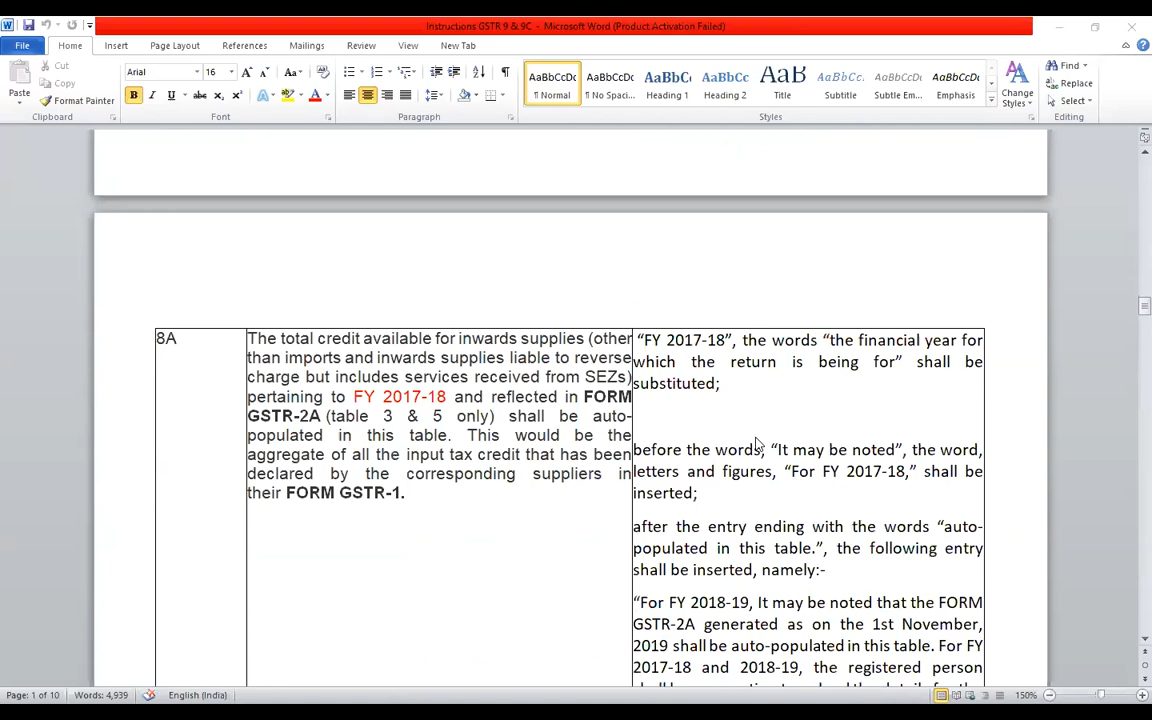 Instructions GSTR 9 & 9C - Microsoft Word (Product Activation Failed)
File Home Insert Page Layout References Mailings Review View New Tab
Cut
Copy
Format Painter
Paste
Clipboard
Arial 16
Font
Paragraph
AaBbCcDc AaBbCcDc AaBbC AaBbCc AaB AaBbCc. AaBbCcDc AaBbCcDc
¶ Normal ¶ No Spaci... Heading 1 Heading 2 Title Subtitle Subtle Em... Emphasis
Styles
Change Styles
Find
Replace
Select
Editing
8A
The total credit available for inwards supplies (other
than imports and inwards supplies liable to reverse
charge but includes services received from SEZs)
pertaining to FY 2017-18 and reflected in FORM
GSTR-2A (table 3 & 5 only) shall be auto-
populated in this table. This would be the
aggregate of all the input tax credit that has been
declared by the corresponding suppliers in
their FORM GSTR-1.
“FY 2017-18”, the words “the financial year for
which the return is being for” shall be
substituted;
before the words, “It may be noted”, the word,
letters and figures, “For FY 2017-18,” shall be
inserted;
after the entry ending with the words “auto-
populated in this table.”, the following entry
shall be inserted, namely:-
“For FY 2018-19, It may be noted that the FORM
GSTR-2A generated as on the 1st November,
2019 shall be auto-populated in this table. For FY
2017-18 and 2018-19, the registered person
Page: 1 of 10 Words: 4,939 English (India) 150%